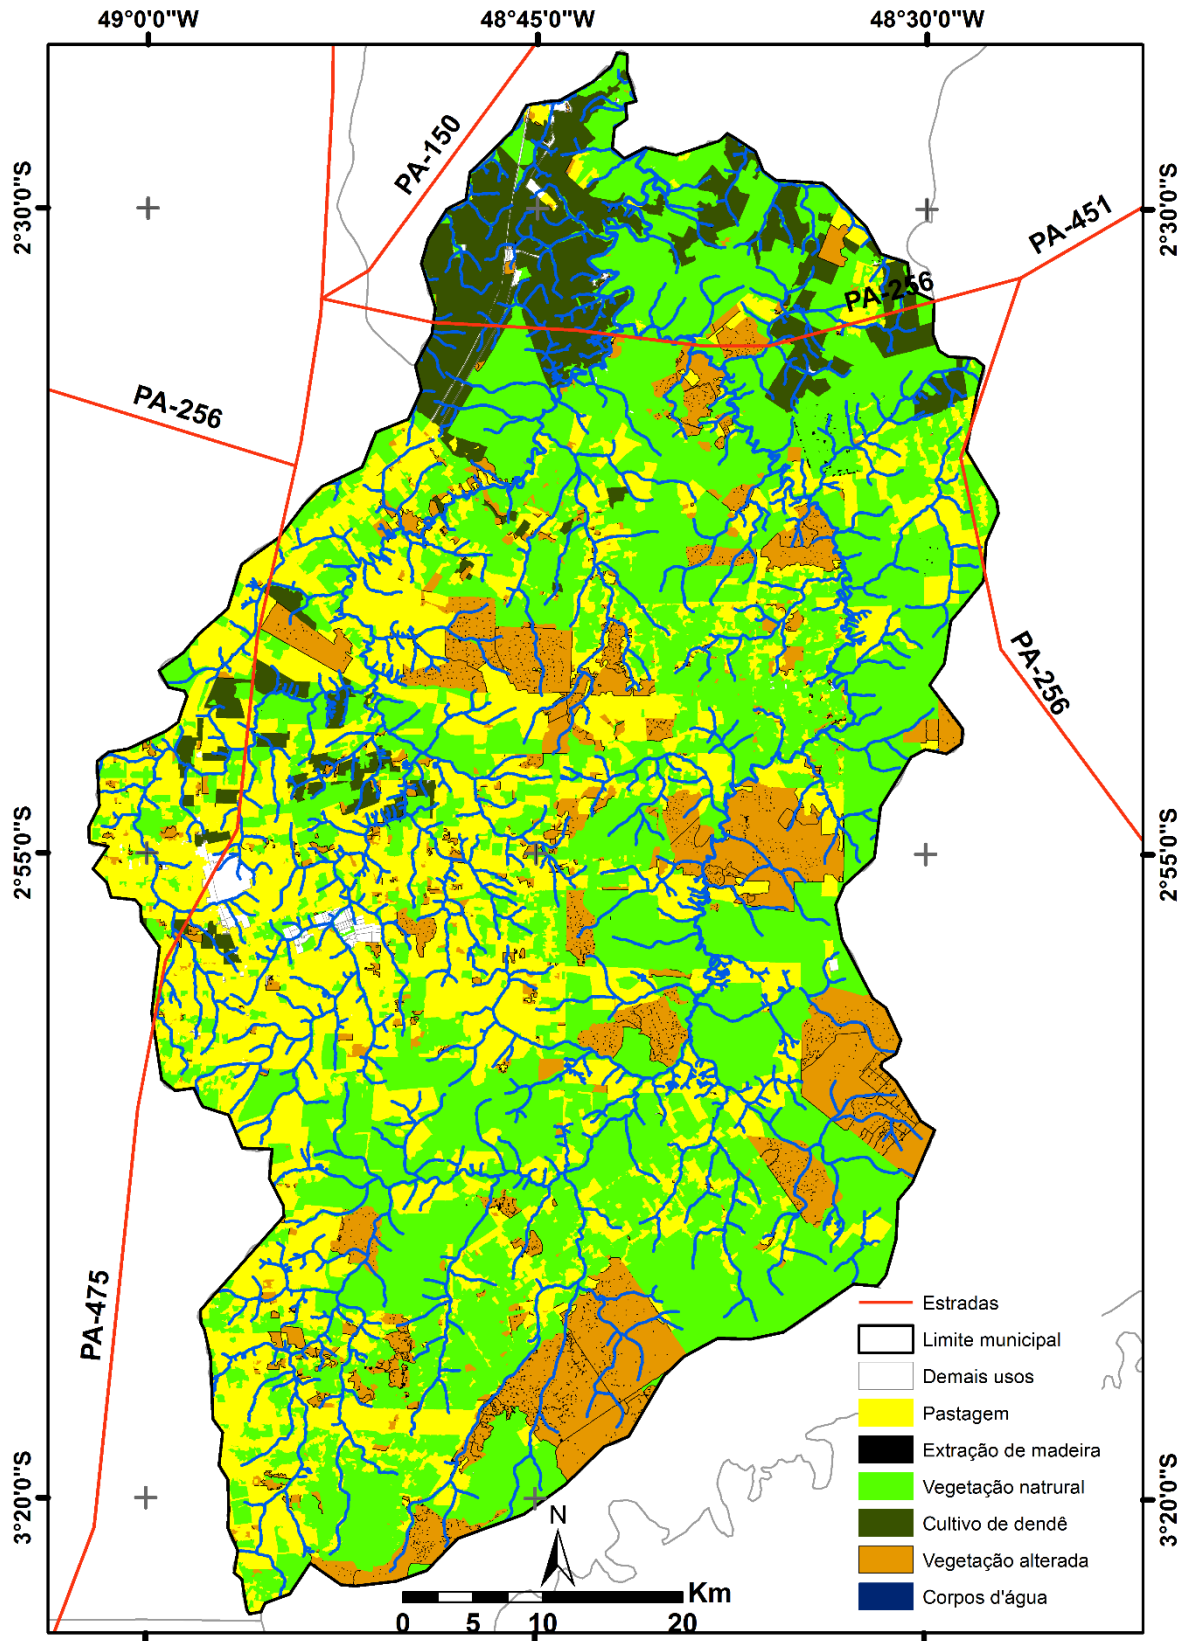 49°0'0"W
48°45'0"W
48°30'0"W
2°30'0"S
2°30'0"S
PA-150
PA-451
PA-256
PA-256
PA-256
2°55'0"S
2°55'0"S
PA-475
Estradas
Limite municipal
Demais usos
Pastagem
Extração de madeira
Vegetação natrural
Cultivo de dendê
Vegetação alterada
Corpos d'água
3°20'0"S
3°20'0"S
N
Km
0 5 10 20